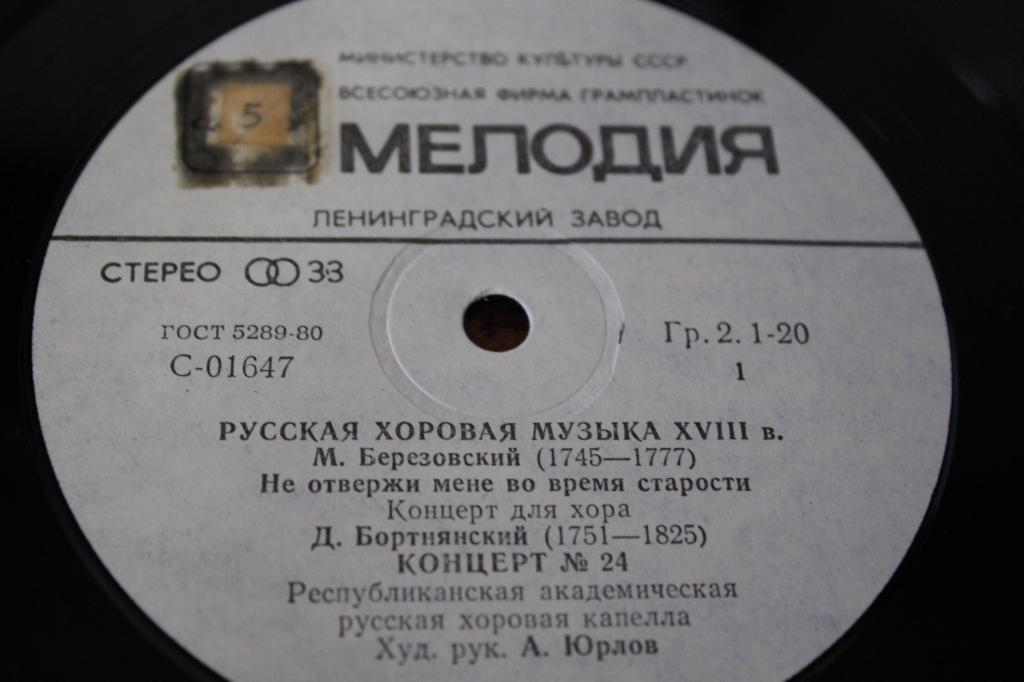 МИНИСТЕРСТВО КУЛЬТУРЫ СССР
ВСЕСОЮЗНАЯ ФИРМА ГРАМПЛАСТИНОК
5
МЕЛОДИЯ
ЛЕНИНГРАДСКИЙ ЗАВОД
СТЕРЕО 33
ГОСТ 5289-80
С-01647
Гр. 2. 1-20
1
РУССКАЯ ХОРОВАЯ МУЗЫКА XVIII в.
М. Березовский (1745—1777)
Не отвержи мене во время старости
Концерт для хора
Д. Бортнянский (1751—1825)
КОНЦЕРТ № 24
Республиканская академическая
русская хоровая капелла
Худ. рук. А. Юрлов